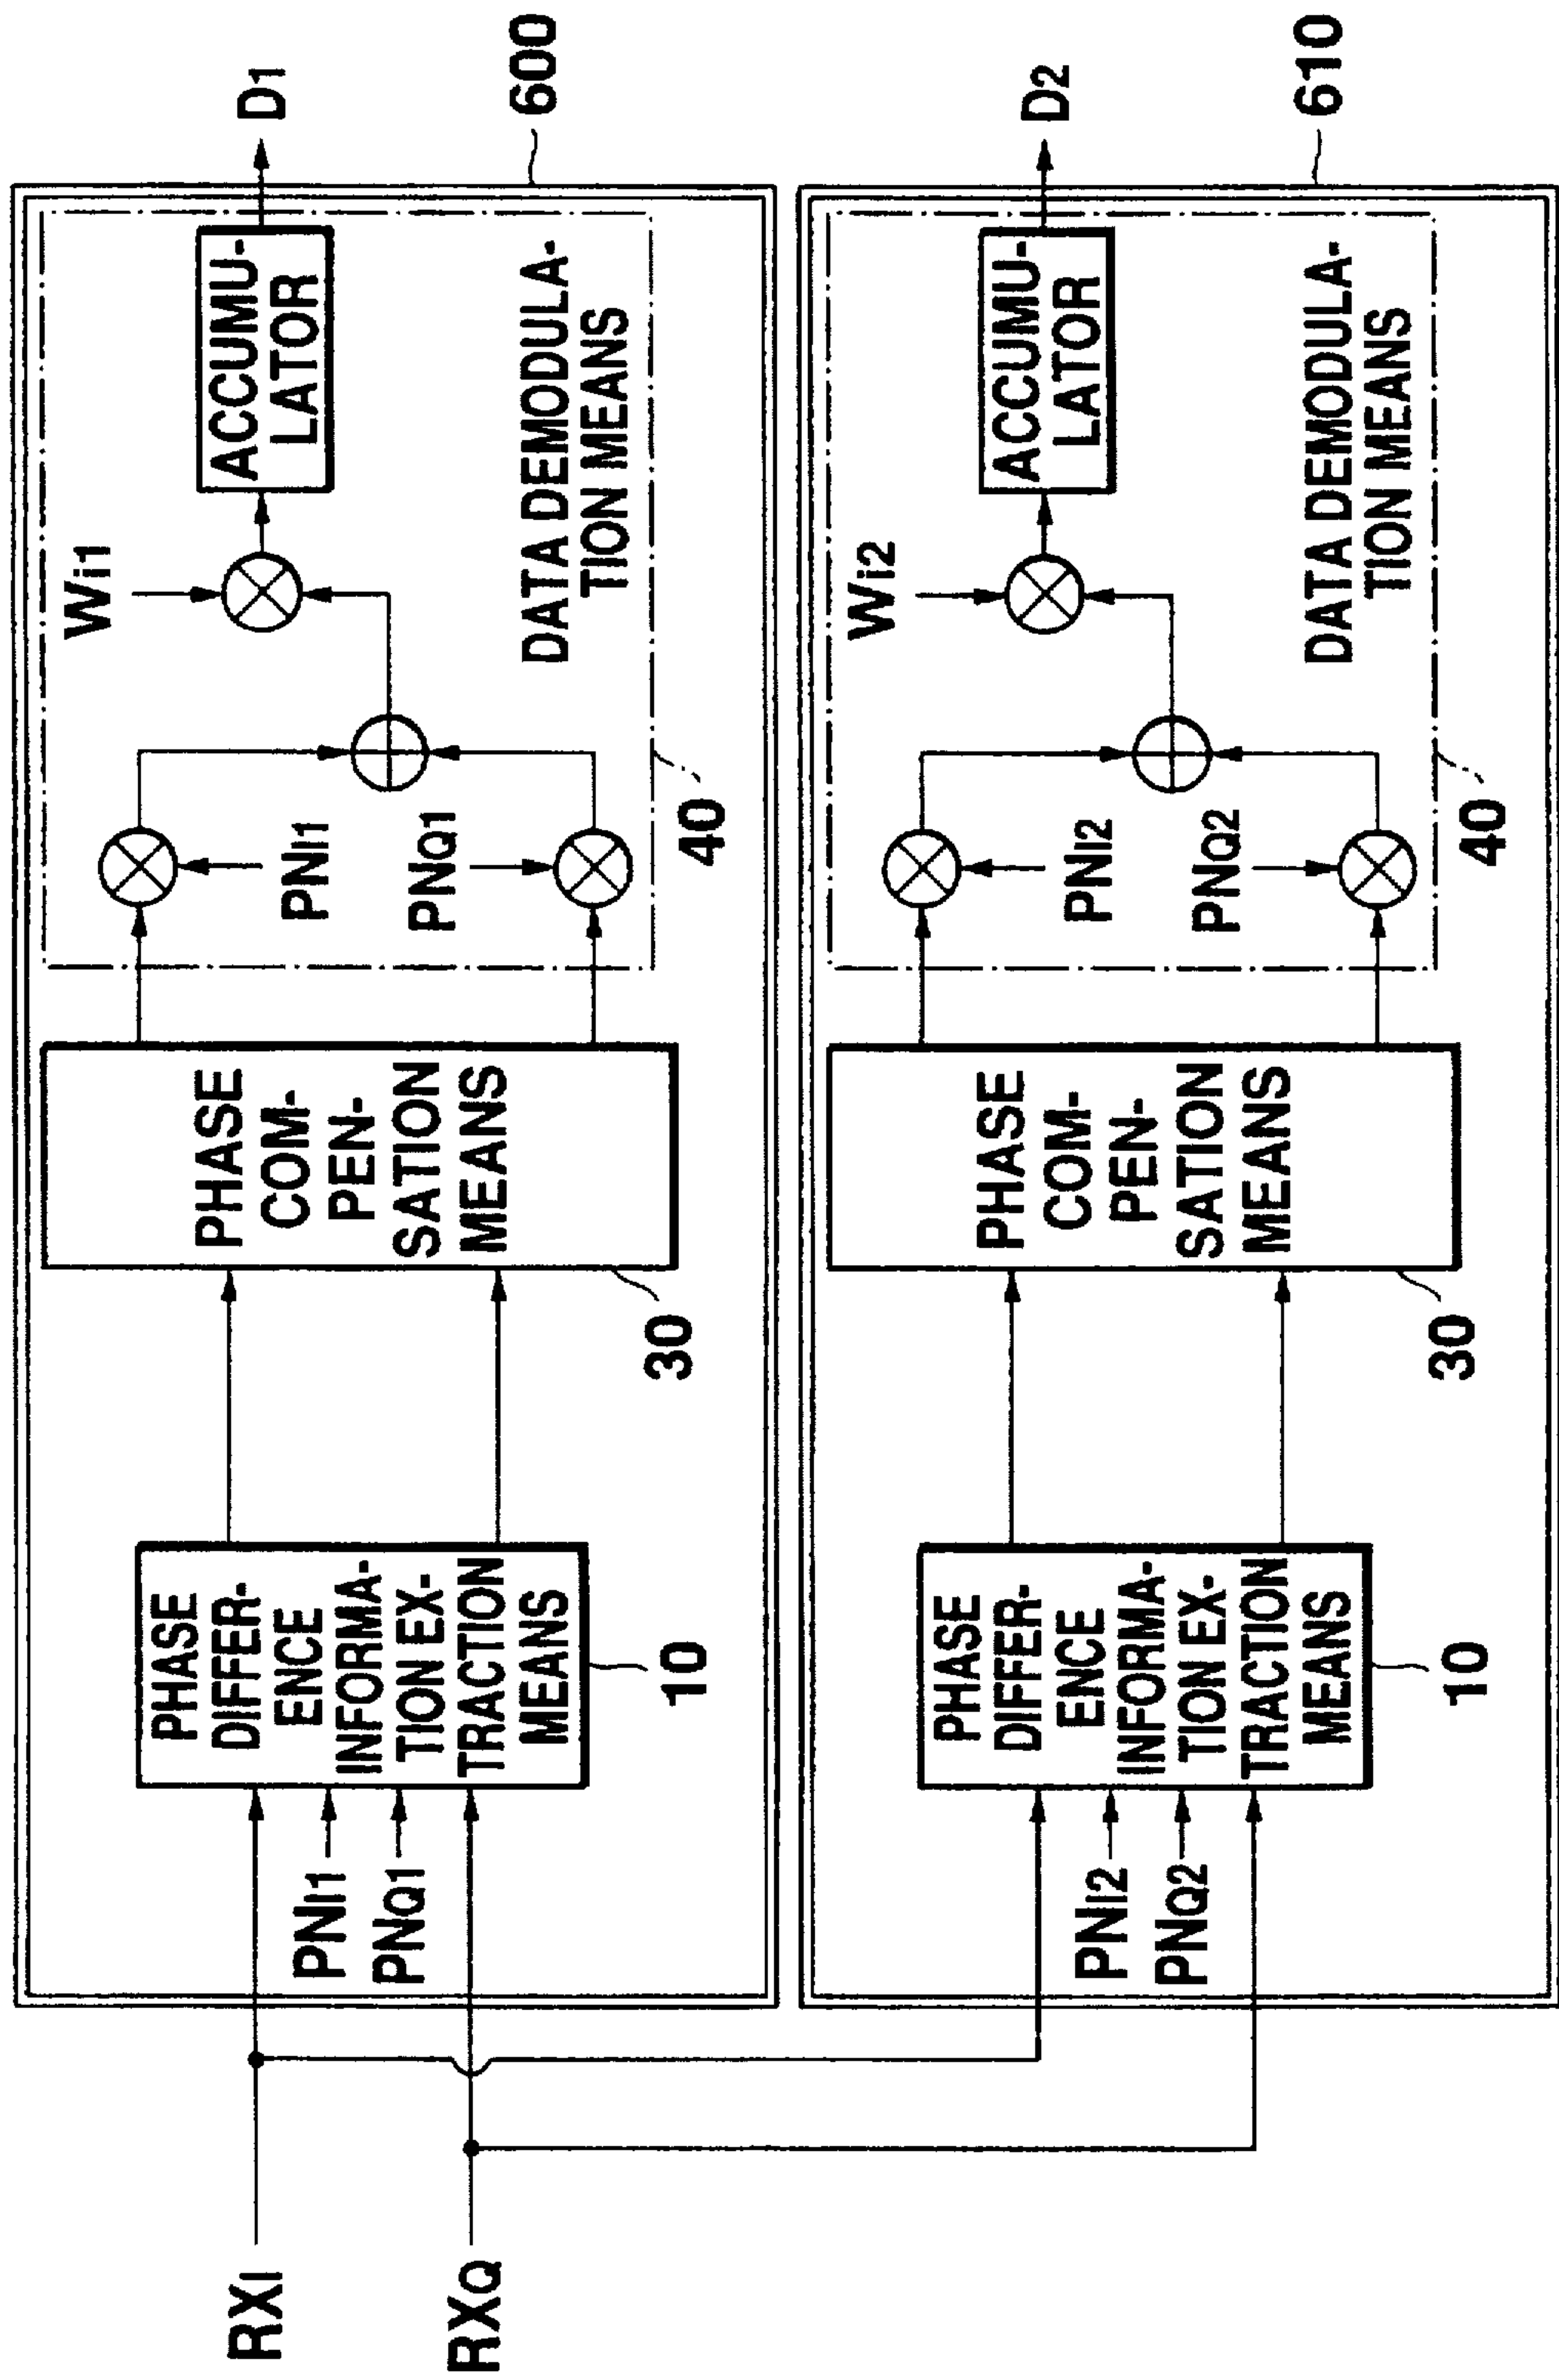 RXI
RXQ
PNI1
PNQ1
PHASE
DIFFER-
ENCE
INFORMA-
TION EX-
TRACTION
MEANS
10
PHASE
COM-
PEN-
SATION
MEANS
30
PNI1
PNQ1
Wi1
ACCUMU-
LATOR
DATA DEMODULA-
TION MEANS
40
D1
600
PNI2
PNQ2
PHASE
DIFFER-
ENCE
INFORMA-
TION EX-
TRACTION
MEANS
10
PHASE
COM-
PEN-
SATION
MEANS
30
PNI2
PNQ2
Wi2
ACCUMU-
LATOR
DATA DEMODULA-
TION MEANS
40
D2
610